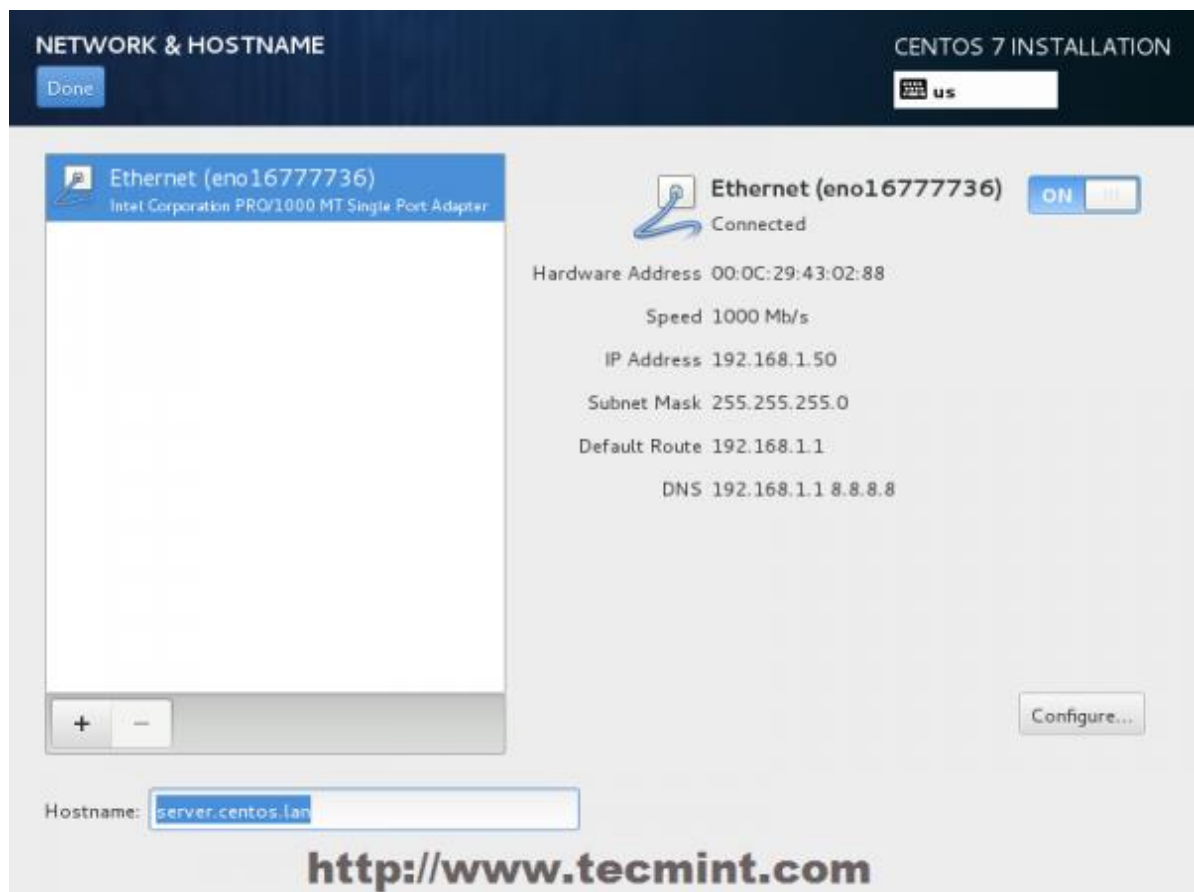 NETWORK & HOSTNAME
CENTOS 7 INSTALLATION
Done
us
Ethernet (eno16777736)
Intel Corporation PRO/1000 MT Single Port Adapter
Ethernet (eno16777736)
Connected
ON
Hardware Address 00:0C:29:43:02:88
Speed 1000 Mb/s
IP Address 192.168.1.50
Subnet Mask 255.255.255.0
Default Route 192.168.1.1
DNS 192.168.1.1 8.8.8.8
+ −
Configure...
Hostname: server.centos.lan
http://www.tecmint.com